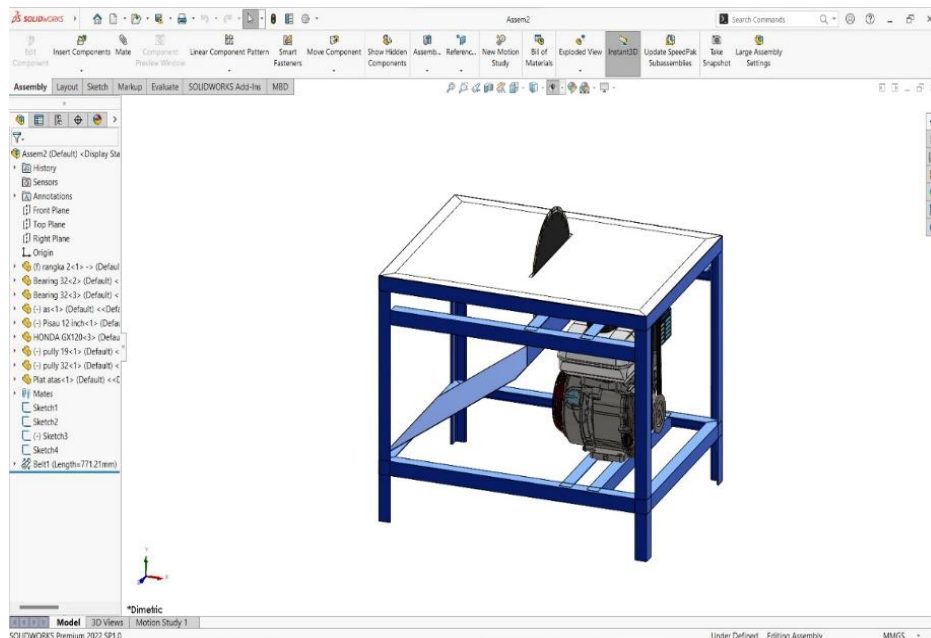 SOLIDWORKS
Assem2
Search Commands
Edit Component
Insert Components
Mate
Component Preview Window
Linear Component Pattern
Smart Fasteners
Move Component
Show Hidden Components
Assemb...
Referenc...
New Motion Study
Bill of Materials
Exploded View
Instant3D
Update SpeedPak Subassemblies
Take Snapshot
Large Assembly Settings
Assembly Layout Sketch Markup Evaluate SOLIDWORKS Add-Ins MBD
Assem2 (Default) <Display Sta
History
Sensors
Annotations
Front Plane
Top Plane
Right Plane
Origin
(f) rangka 2<1> -> (Defaul
Bearing 32<2> (Default) <
Bearing 32<3> (Default) <
(-) as<1> (Default) <<Defa
(-) Pisau 12 inch<1> (Defau
HONDA GX120<3> (Defau
(-) pully 19<1> (Default) <
(-) pully 32<1> (Default) <
Plat atas<1> (Default) <<D
Mates
Sketch1
Sketch2
(-) Sketch3
Sketch4
Belt1 (Length=771.21mm)
*Dimetric
Model 3D Views Motion Study 1
SOLIDWORKS Premium 2022 SP1.0
Under Defined Editing Assembly MMGS